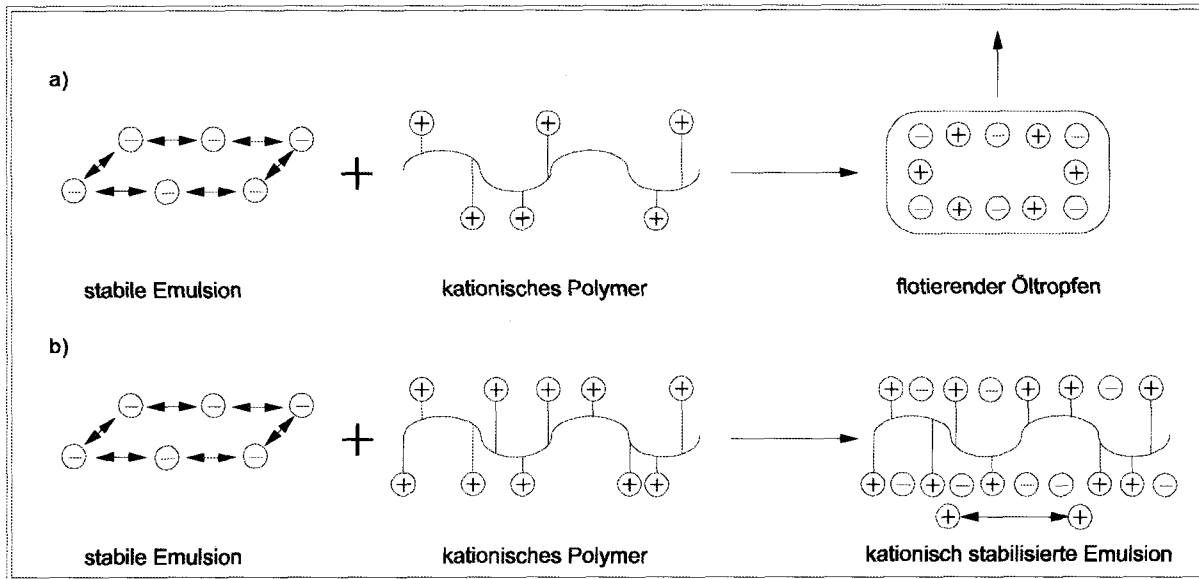 a)
+
stabile Emulsion
kationisches Polymer
flotierender Öltropfen
b)
+
stabile Emulsion
kationisches Polymer
kationisch stabilisierte Emulsion